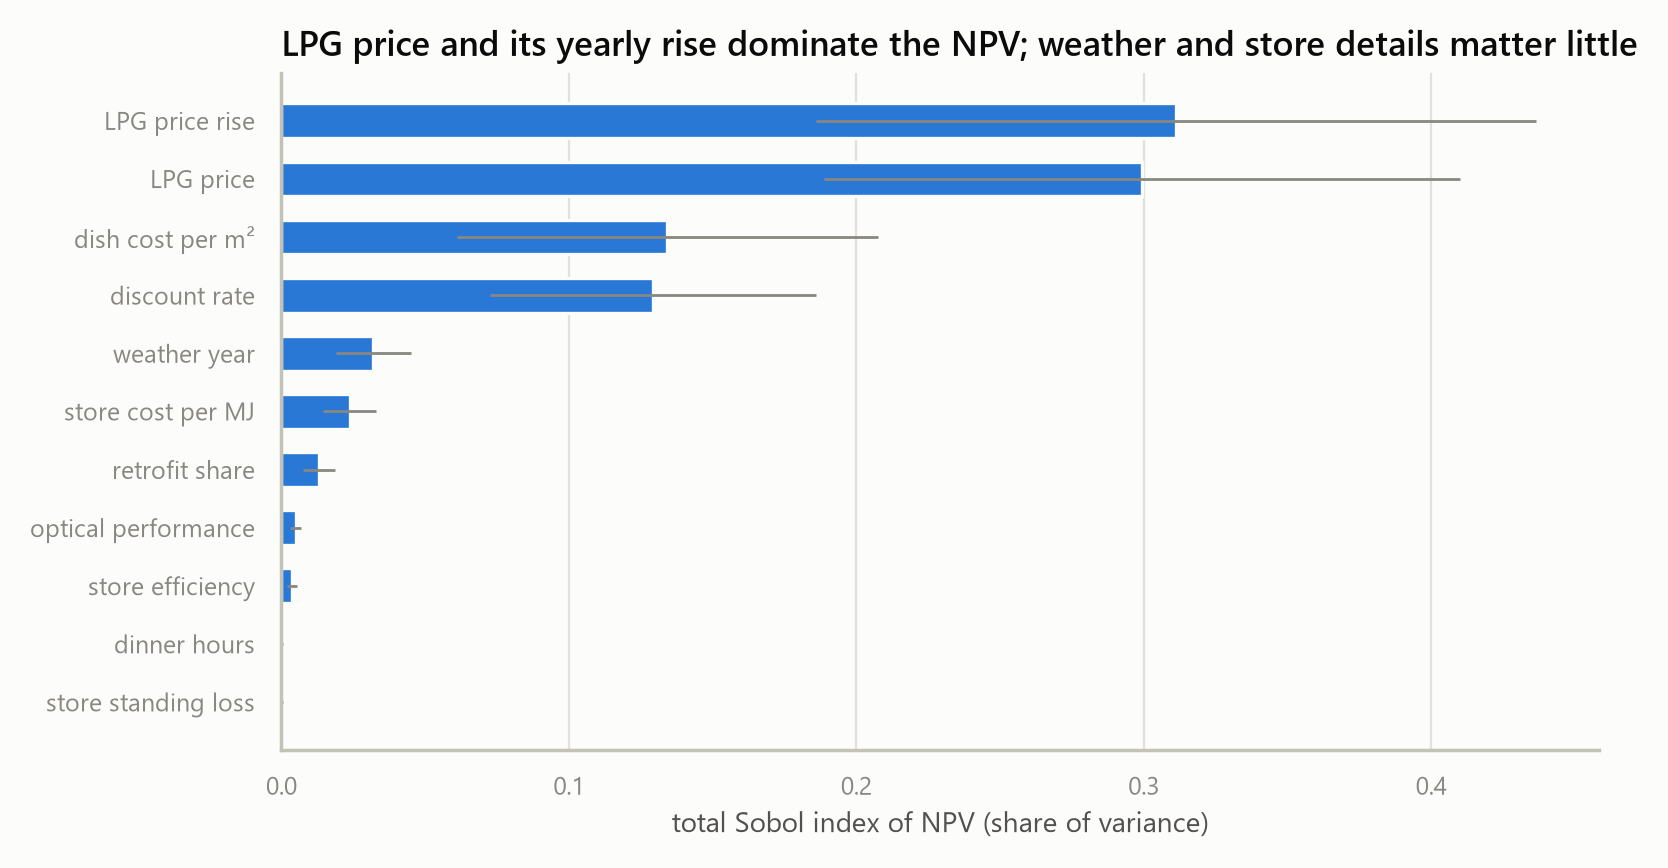 LPG price and its yearly rise dominate the NPV; weather and store details matter little
LPG price rise
LPG price
dish cost per m²
discount rate
weather year
store cost per MJ
retrofit share
optical performance
store efficiency
dinner hours
store standing loss
0.0 0.1 0.2 0.3 0.4
total Sobol index of NPV (share of variance)